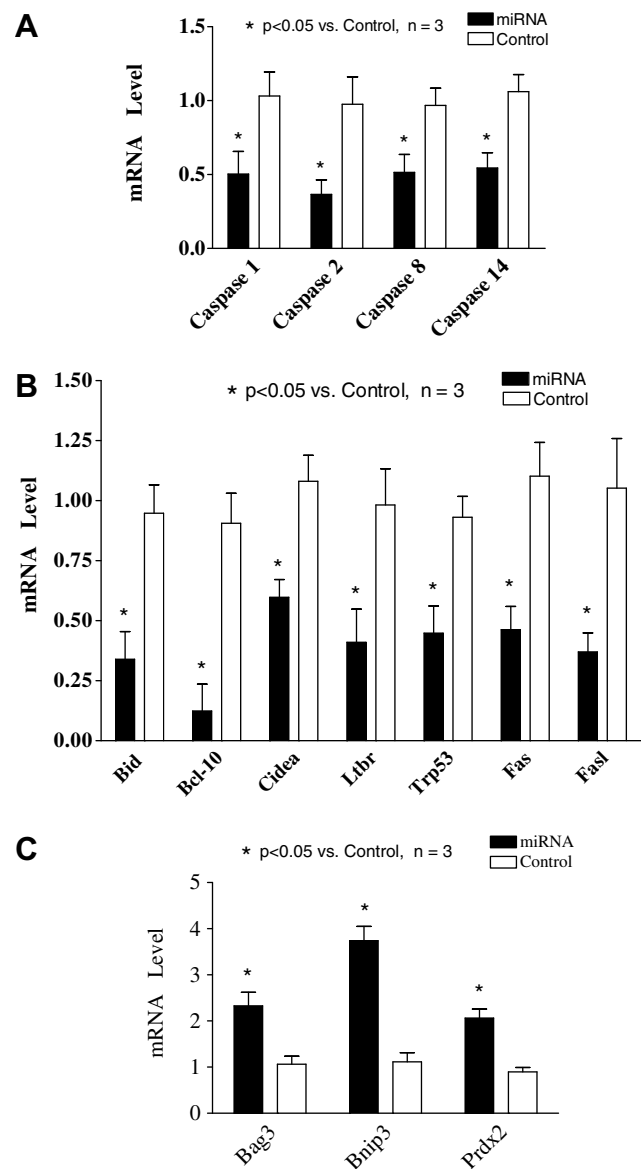 A
* p<0.05 vs. Control, n = 3
miRNA
Control
mRNA Level
1.5
1.0
0.5
0.0
* * * *
Caspase 1
Caspase 2
Caspase 8
Caspase 14
B
* p<0.05 vs. Control, n = 3
miRNA
Control
mRNA Level
1.50
1.25
1.00
0.75
0.50
0.25
0.00
* * * * * * *
Bid
Bcl-10
Cidea
Ltbr
Trp53
Fas
Fasl
C
* p<0.05 vs. Control, n = 3
miRNA
Control
mRNA Level
5
4
3
2
1
0
* * *
Bag3
Bnip3
Prdx2